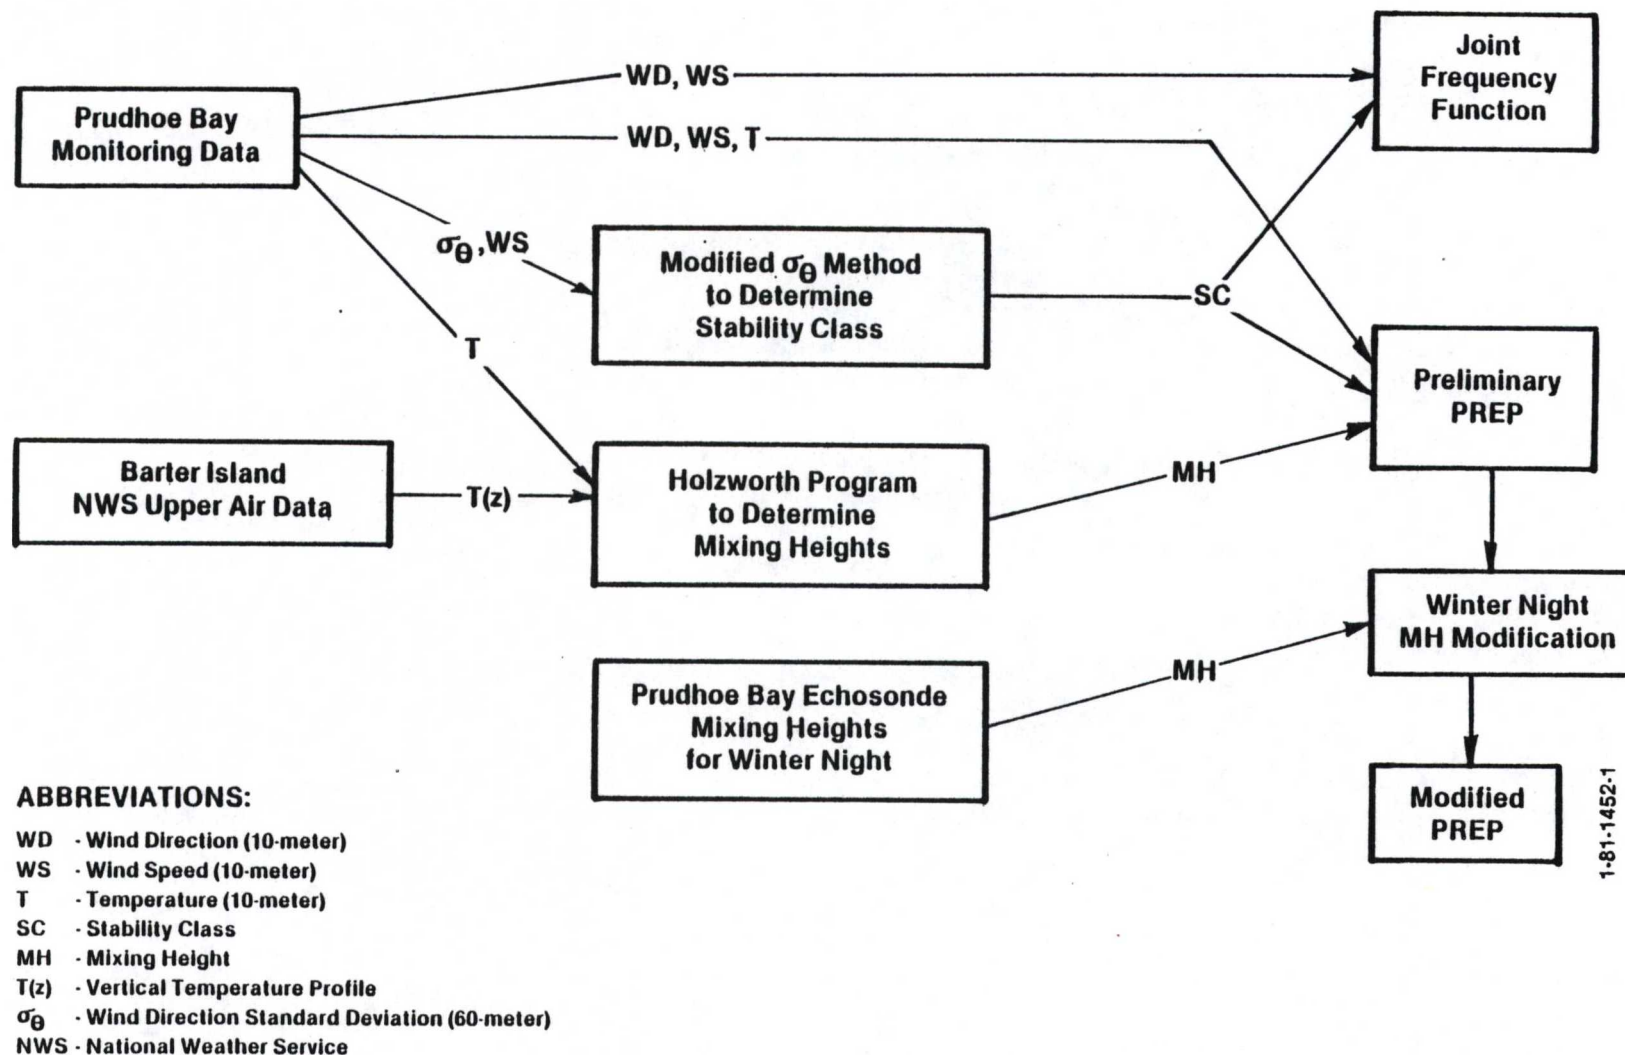 Joint
Frequency
Function
WD, WS
Prudhoe Bay
Monitoring Data
WD, WS, T
σθ, WS
Modified σθ Method
to Determine
Stability Class
SC
T
Preliminary
PREP
Barter Island
NWS Upper Air Data
T(z)
Holzworth Program
to Determine
Mixing Heights
MH
Winter Night
MH Modification
Prudhoe Bay Echosonde
Mixing Heights
for Winter Night
MH
Modified
PREP
1-81-1452-1
ABBREVIATIONS:
WD - Wind Direction (10-meter)
WS - Wind Speed (10-meter)
T - Temperature (10-meter)
SC - Stability Class
MH - Mixing Height
T(z) - Vertical Temperature Profile
σθ - Wind Direction Standard Deviation (60-meter)
NWS - National Weather Service